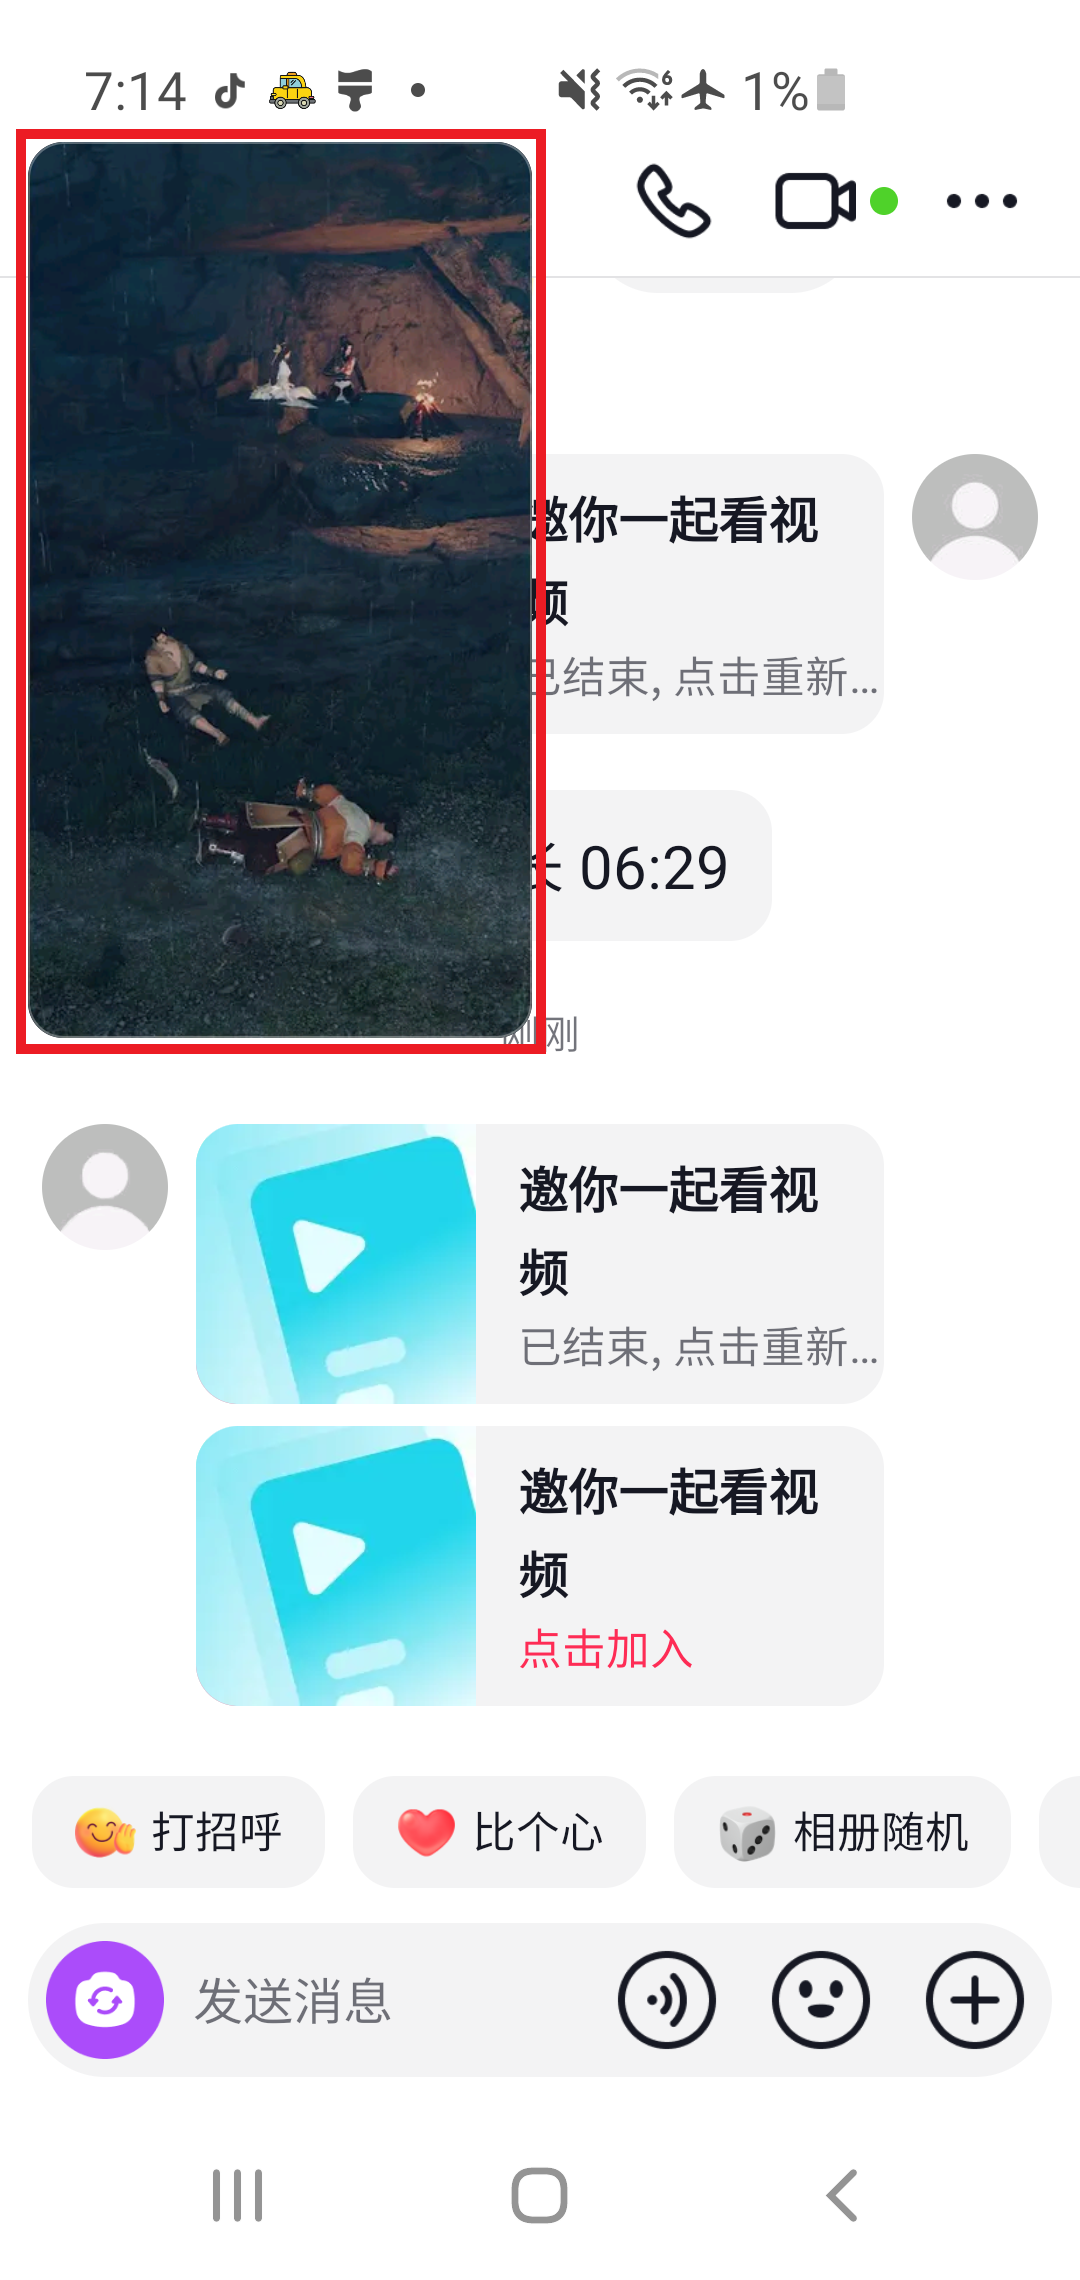 7:14
6
1%
邀你一起看视
频
已结束, 点击重新...
长 06:29
刚刚
邀你一起看视
频
已结束, 点击重新...
邀你一起看视
频
点击加入
打招呼
比个心
相册随机
发送消息